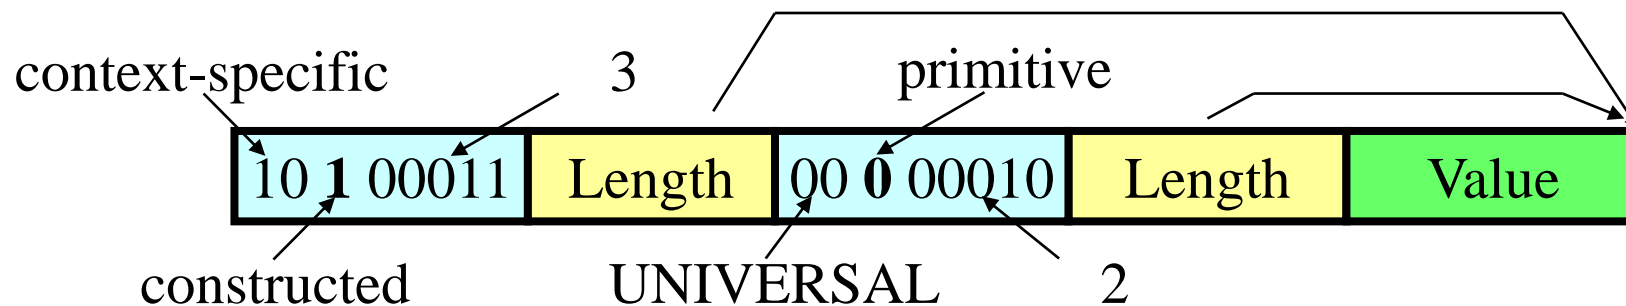 context-specific 3 primitive
10 1 00011 Length 00 0 00010 Length Value
constructed UNIVERSAL 2